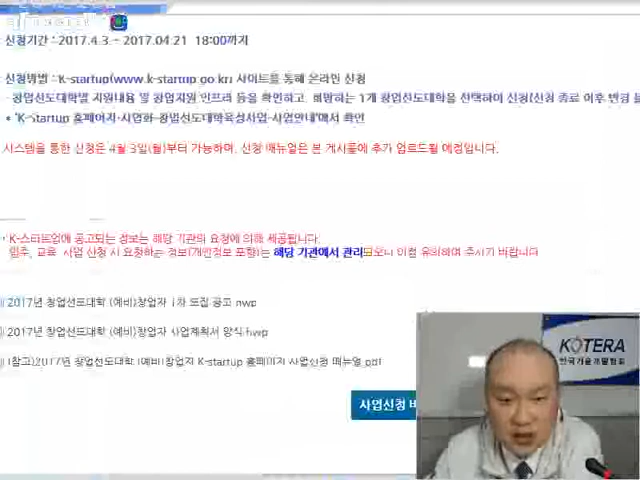 신청기간 : 2017.4.3 ~ 2017.04.21 18:00까지
신청방법 : K-startup(www.k-startup.go.kr) 사이트를 통해 온라인 신청
- 창업선도대학별 지원내용 및 창업지원 인프라 등을 확인하고, 희망하는 1개 창업선도대학을 선택하여 신청(신청 종료 이후 변경
* 'K-Startup 홈페이지-사업화-창업선도대학육성사업-사업안내'에서 확인
시스템을 통한 신청은 4월 3일(월)부터 가능하며, 신청 매뉴얼은 본 게시물에 추가 업로드될 예정입니다.
K-스타트업에 공고되는 정보는 해당 기관의 요청에 의해 제공됩니다.
입주, 교육, 사업 신청 시 요청하는 정보(개인정보 포함)는 해당 기관에서 관리되오니 이점 유의하여 주시기 바랍니다
2017년 창업선도대학 (예비)창업자 1차 모집 공고.hwp
2017년 창업선도대학 (예비)창업자 사업계획서 양식.hwp
(참고)2017년 창업선도대학 (예비)창업자 K-startup 홈페이지 사업신청 매뉴얼.pdf
사업신청
KOTERA
한국기술개발협회